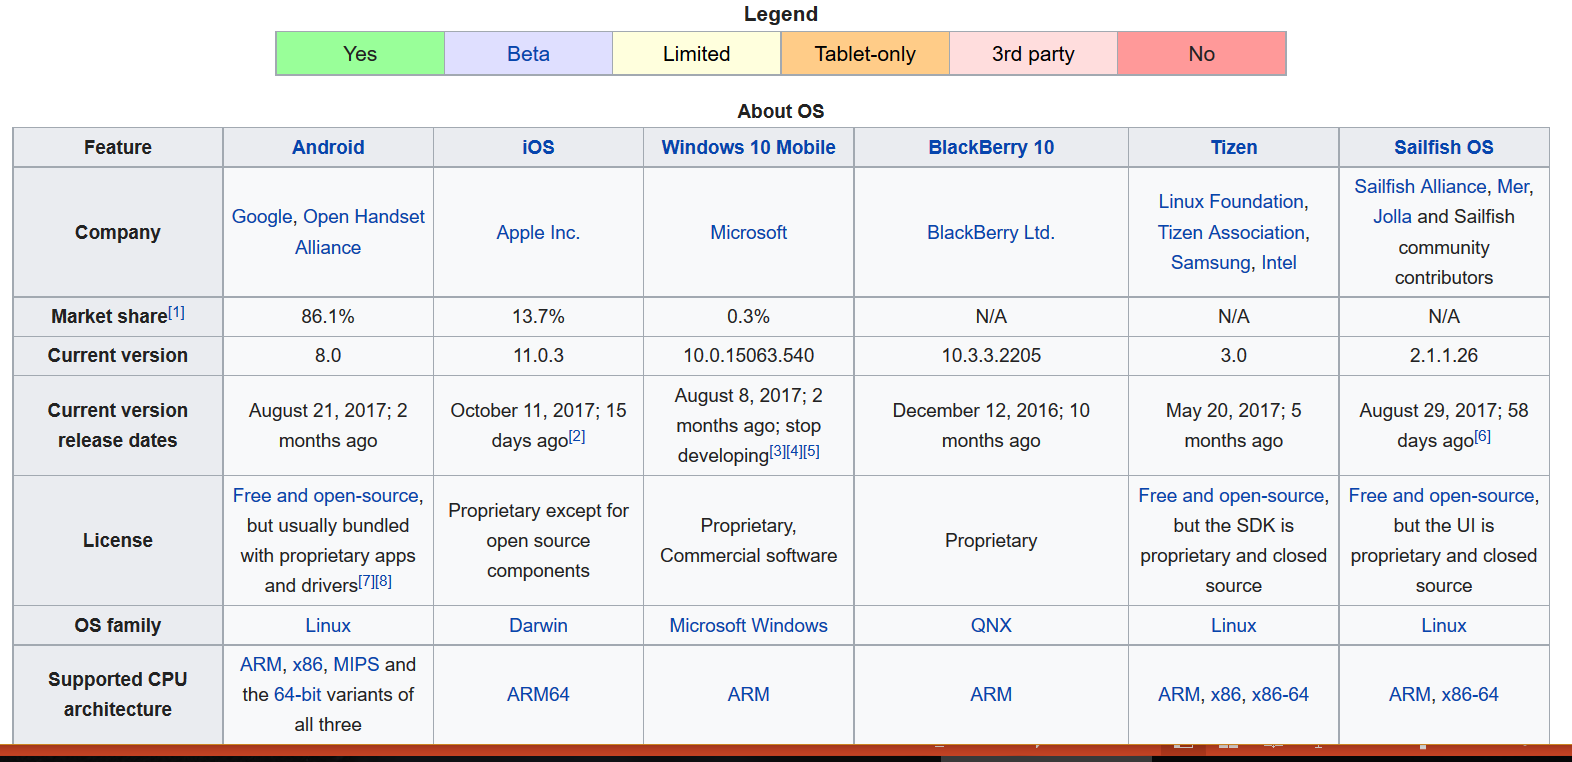 Legend
Yes Beta Limited Tablet-only 3rd party No
About OS
Feature Android iOS Windows 10 Mobile BlackBerry 10 Tizen Sailfish OS
Company
Google, Open Handset
Alliance
Apple Inc.
Microsoft
BlackBerry Ltd.
Linux Foundation,
Tizen Association,
Samsung, Intel
Sailfish Alliance, Mer,
Jolla and Sailfish
community
contributors
Market share[1] 86.1% 13.7% 0.3% N/A N/A N/A
Current version 8.0 11.0.3 10.0.15063.540 10.3.3.2205 3.0 2.1.1.26
Current version
release dates
August 21, 2017; 2
months ago
October 11, 2017; 15
days ago[2]
August 8, 2017; 2
months ago; stop
developing[3][4][5]
December 12, 2016; 10
months ago
May 20, 2017; 5
months ago
August 29, 2017; 58
days ago[6]
License
Free and open-source,
but usually bundled
with proprietary apps
and drivers[7][8]
Proprietary except for
open source
components
Proprietary,
Commercial software
Proprietary
Free and open-source,
but the SDK is
proprietary and closed
source
Free and open-source,
but the UI is
proprietary and closed
source
OS family Linux Darwin Microsoft Windows QNX Linux Linux
Supported CPU
architecture
ARM, x86, MIPS and
the 64-bit variants of
all three
ARM64
ARM
ARM
ARM, x86, x86-64
ARM, x86-64